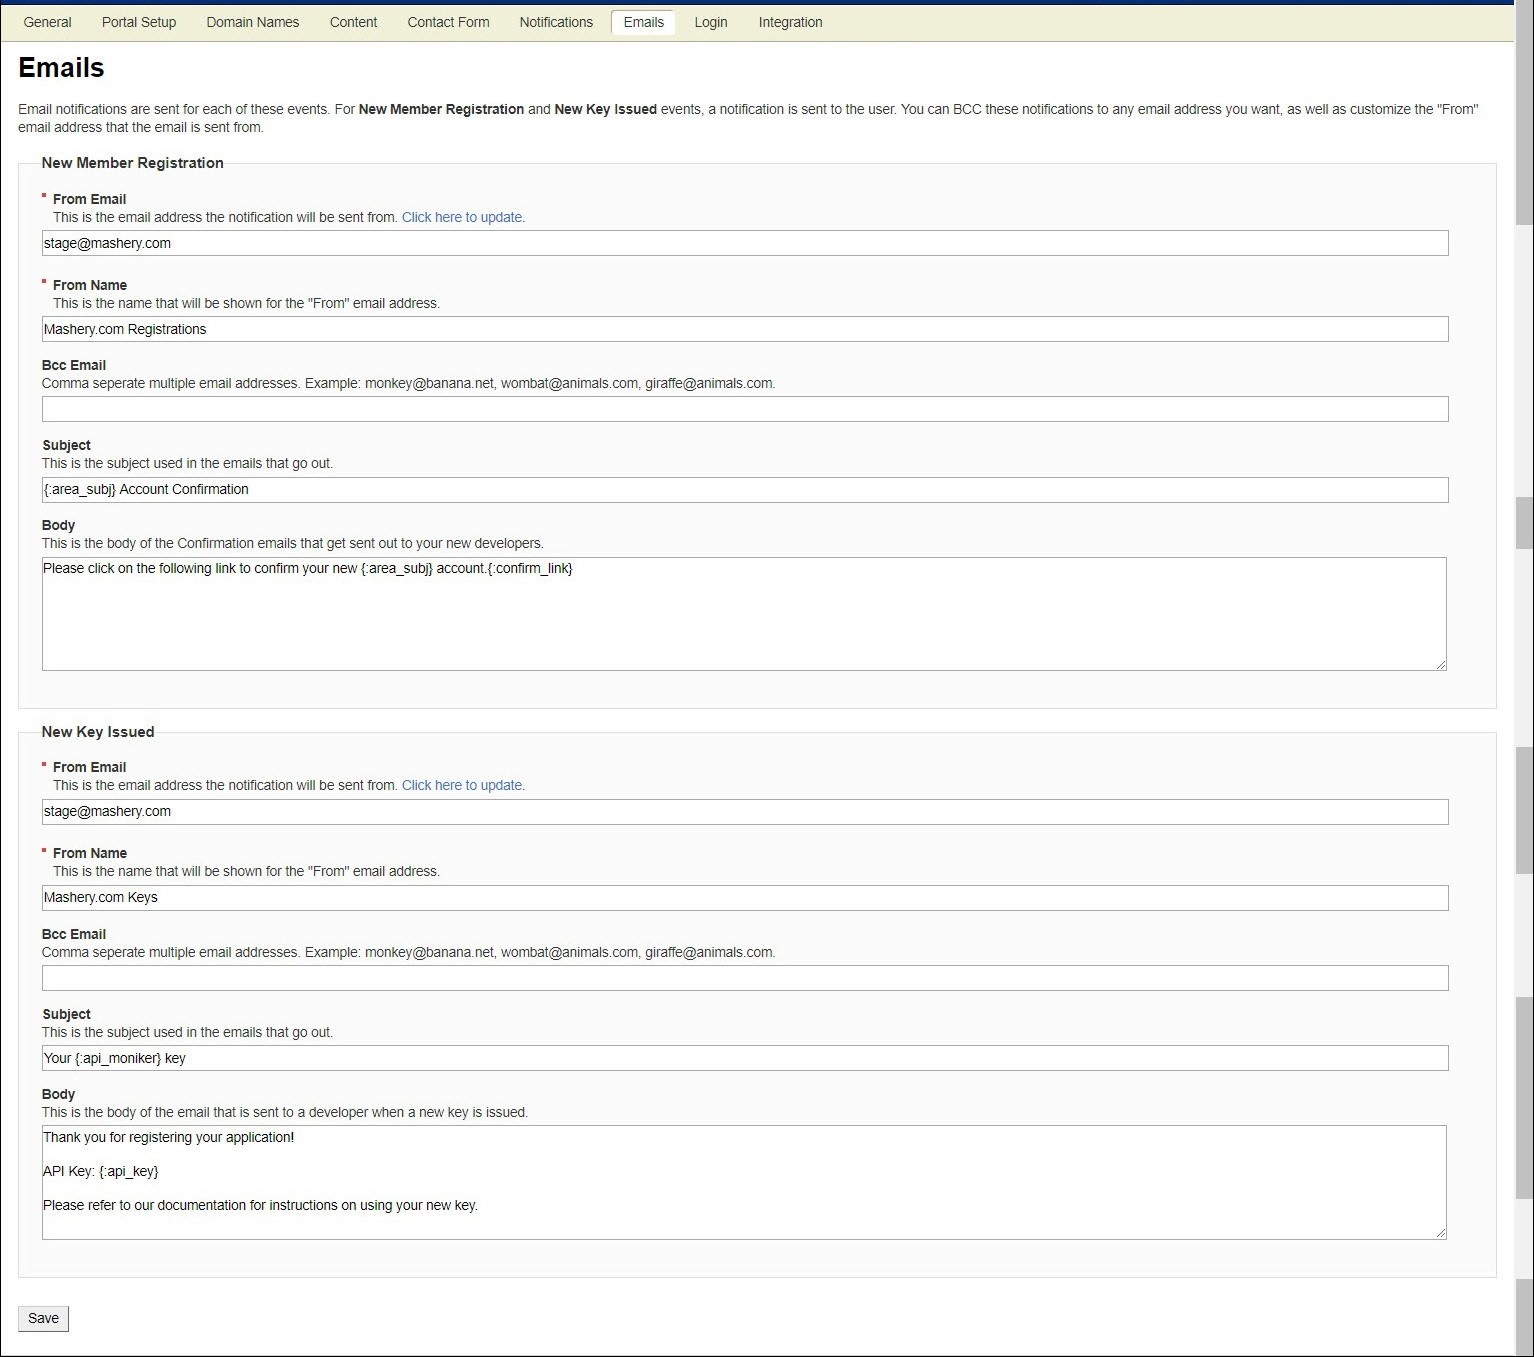 General Portal Setup Domain Names Content Contact Form Notifications Emails Login Integration
Emails
Email notifications are sent for each of these events. For New Member Registration and New Key Issued events, a notification is sent to the user. You can BCC these notifications to any email address you want, as well as customize the "From"
email address that the email is sent from.
New Member Registration
* From Email
This is the email address the notification will be sent from. Click here to update.
stage@mashery.com
* From Name
This is the name that will be shown for the "From" email address.
Mashery.com Registrations
Bcc Email
Comma seperate multiple email addresses. Example: monkey@banana.net, wombat@animals.com, giraffe@animals.com.
Subject
This is the subject used in the emails that go out.
{:area_subj} Account Confirmation
Body
This is the body of the Confirmation emails that get sent out to your new developers.
Please click on the following link to confirm your new {:area_subj} account.{:confirm_link}
New Key Issued
* From Email
This is the email address the notification will be sent from. Click here to update.
stage@mashery.com
* From Name
This is the name that will be shown for the "From" email address.
Mashery.com Keys
Bcc Email
Comma seperate multiple email addresses. Example: monkey@banana.net, wombat@animals.com, giraffe@animals.com.
Subject
This is the subject used in the emails that go out.
Your {:api_moniker} key
Body
This is the body of the email that is sent to a developer when a new key is issued.
Thank you for registering your application!
API Key: {:api_key}
Please refer to our documentation for instructions on using your new key.
Save